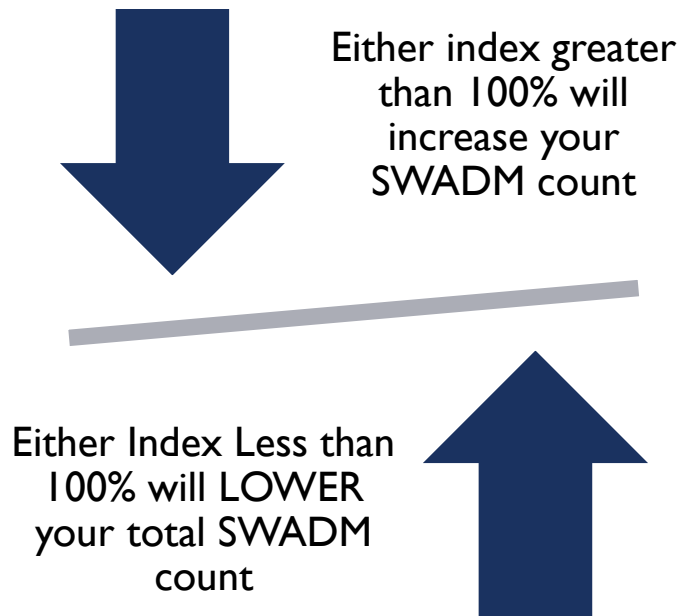 Either index greater
than 100% will
increase your
SWADM count
Either Index Less than
100% will LOWER
your total SWADM
count